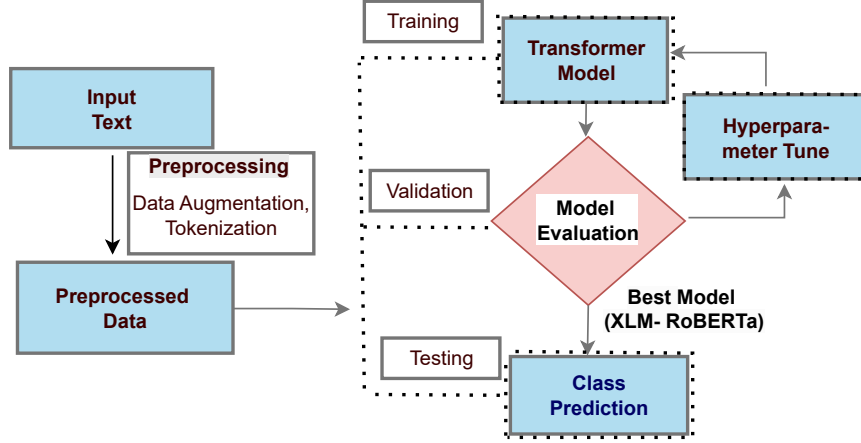 Training
Transformer
Model
Input
Text
Hyperpara-
meter Tune
Preprocessing
Data Augmentation,
Tokenization
Validation
Model
Evaluation
Preprocessed
Data
Best Model
(XLM- RoBERTa)
Testing
Class
Prediction